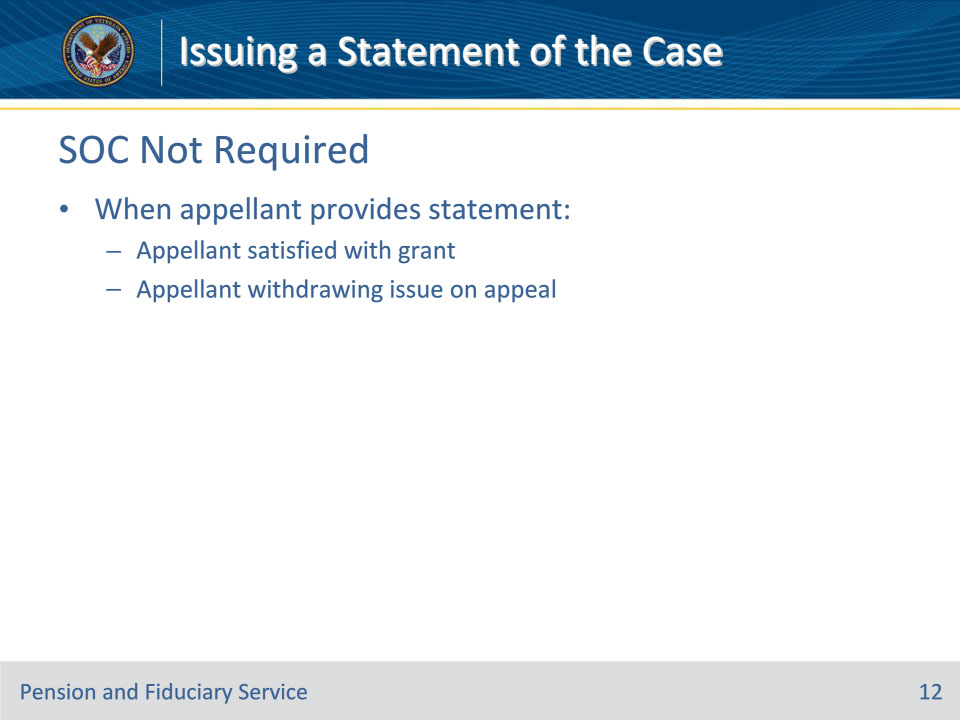 Issuing a Statement of the Case
SOC Not Required
• When appellant provides statement:
– Appellant satisfied with grant
– Appellant withdrawing issue on appeal
Pension and Fiduciary Service
12